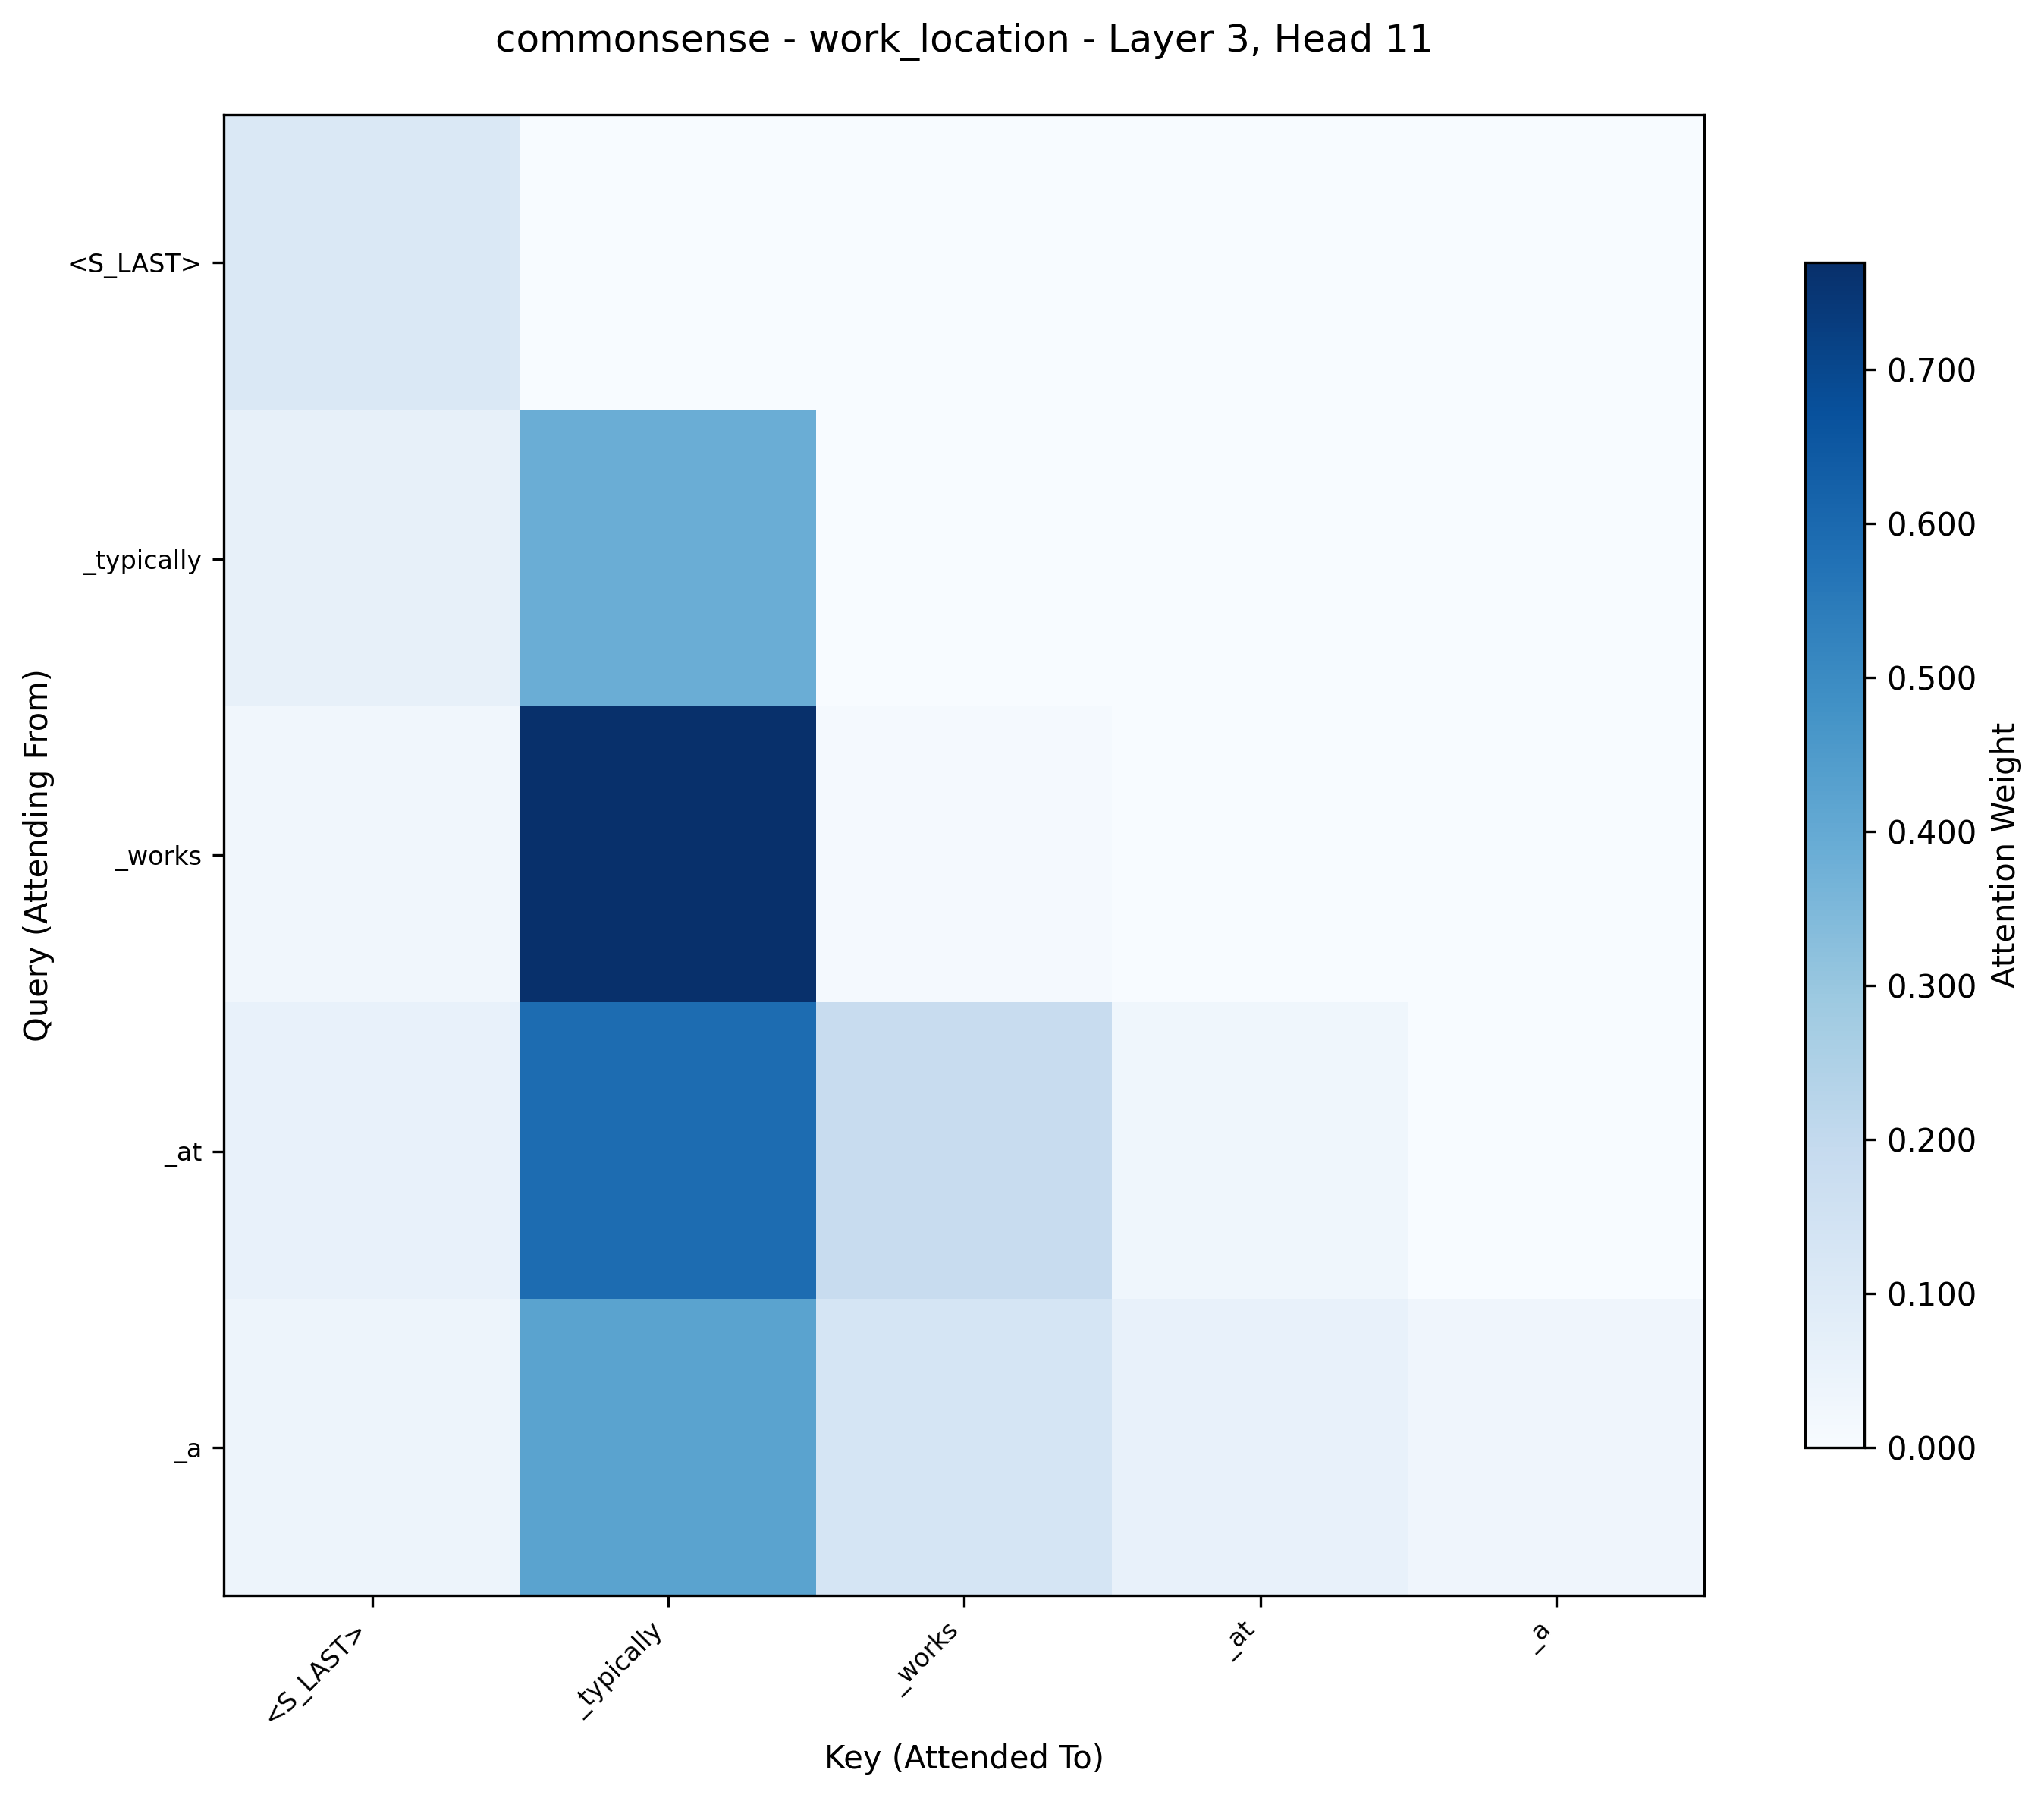 commonsense - work_location - Layer 3, Head 11
<S_LAST>
_typically
_works
_at
_a
Query (Attending From)
<S_LAST>
_typically
_works
_at
_a
Key (Attended To)
0.700
0.600
0.500
0.400
0.300
0.200
0.100
0.000
Attention Weight